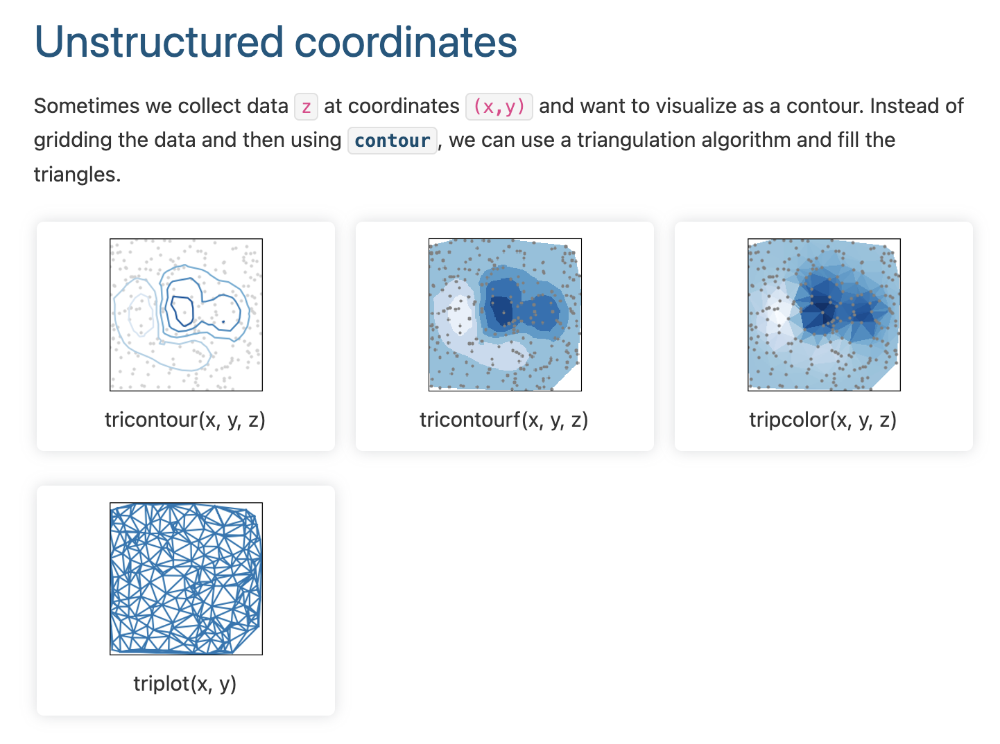 Unstructured coordinates
Sometimes we collect data z at coordinates (x,y) and want to visualize as a contour. Instead of
gridding the data and then using contour, we can use a triangulation algorithm and fill the
triangles.
tricontour(x, y, z)
tricontourf(x, y, z)
tripcolor(x, y, z)
triplot(x, y)